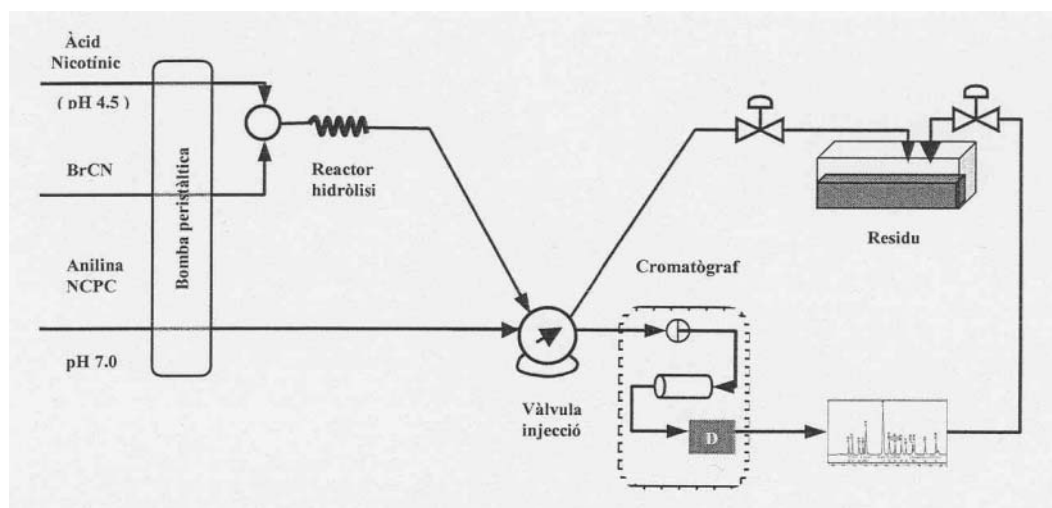 Àcid
Nicotínic
( pH 4.5 )
BrCN
Anilina
NCPC
pH 7.0
Bomba peristàltica
Reactor
hidròlisi
Vàlvula
injecció
Cromatògraf
D
Residu